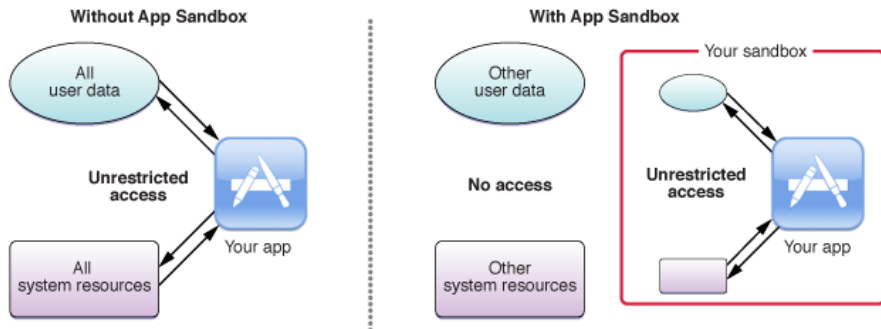 Without App Sandbox
All
user data
Unrestricted
access
Your app
All
system resources
With App Sandbox
Other
user data
No access
Other
system resources
Your sandbox
Unrestricted
access
Your app